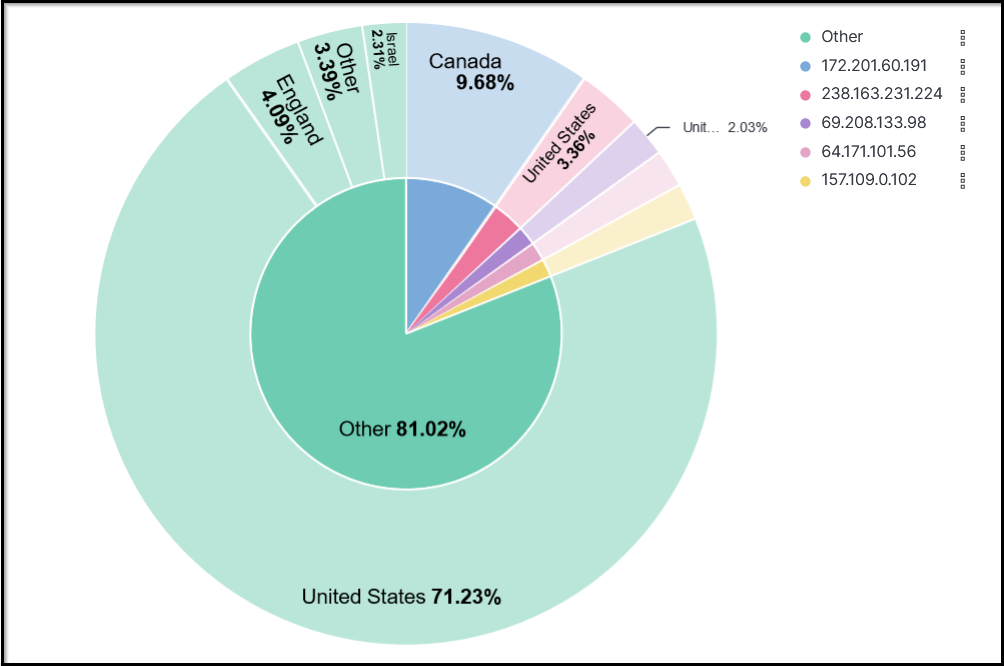 Israel
2.31%
Other
3.39%
England
4.09%
Canada
9.68%
United States
3.36%
Unit... 2.03%
Other 81.02%
United States 71.23%
Other
172.201.60.191
238.163.231.224
69.208.133.98
64.171.101.56
157.109.0.102